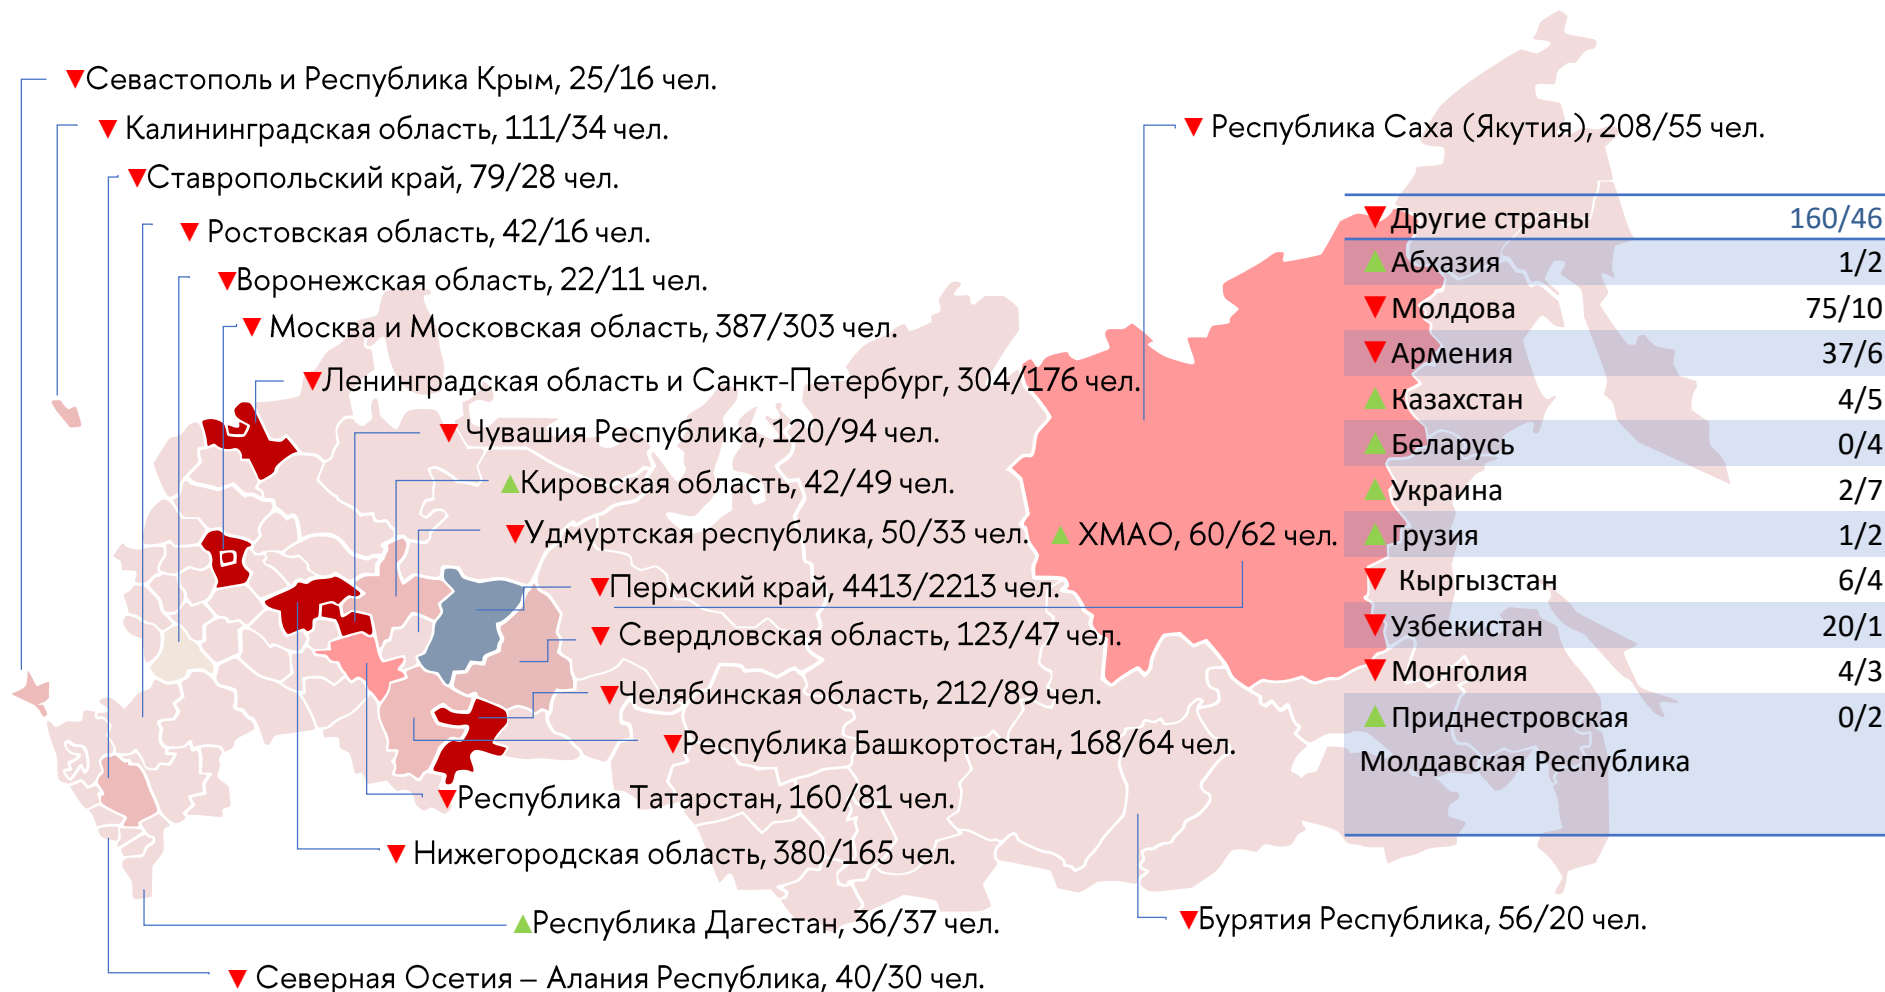 Севастополь и Республика Крым, 25/16 чел.
Калининградская область, 111/34 чел.
Ставропольский край, 79/28 чел.
Ростовская область, 42/16 чел.
Воронежская область, 22/11 чел.
Москва и Московская область, 387/303 чел.
Ленинградская область и Санкт-Петербург, 304/176 чел.
Чувашия Республика, 120/94 чел.
Кировская область, 42/49 чел.
Удмуртская республика, 50/33 чел.
ХМАО, 60/62 чел.
Пермский край, 4413/2213 чел.
Свердловская область, 123/47 чел.
Челябинская область, 212/89 чел.
Республика Башкортостан, 168/64 чел.
Республика Татарстан, 160/81 чел.
Нижегородская область, 380/165 чел.
Республика Дагестан, 36/37 чел.
Северная Осетия – Алания Республика, 40/30 чел.
Бурятия Республика, 56/20 чел.
Республика Саха (Якутия), 208/55 чел.
Другие страны 160/46
Абхазия 1/2
Молдова 75/10
Армения 37/6
Казахстан 4/5
Беларусь 0/4
Украина 2/7
Грузия 1/2
Кыргызстан 6/4
Узбекистан 20/1
Монголия 4/3
Приднестровская 0/2
Молдавская Республика